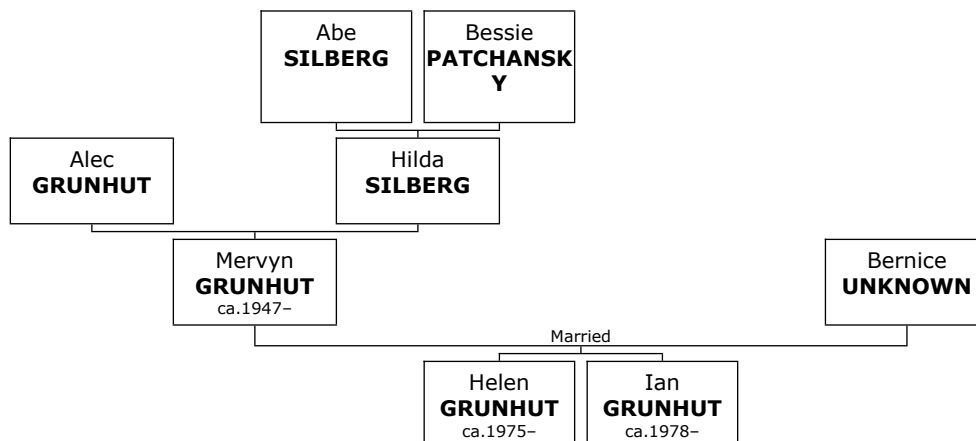 Abe
SILBERG
Bessie
PATCHANSK
Y
Alec
GRUNHUT
Hilda
SILBERG
Mervyn
GRUNHUT
ca.1947–
Bernice
UNKNOWN
Married
Helen
GRUNHUT
ca.1975–
Ian
GRUNHUT
ca.1978–